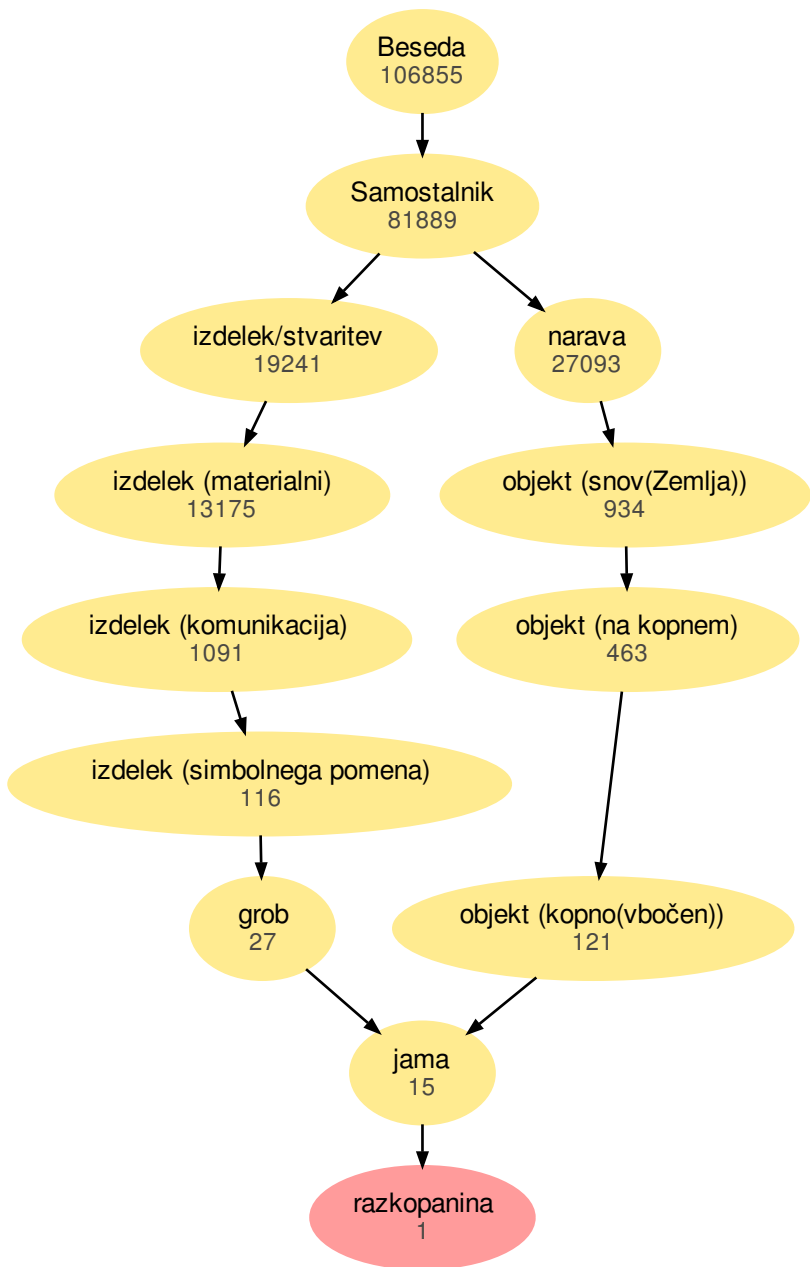 Beseda
106855
Samostalnik
81889
izdelek/stvaritev
19241
narava
27093
izdelek (materialni)
13175
objekt (snov(Zemlja))
934
izdelek (komunikacija)
1091
objekt (na kopnem)
463
izdelek (simbolnega pomena)
116
grob
27
objekt (kopno(vbočen))
121
jama
15
razkopanina
1